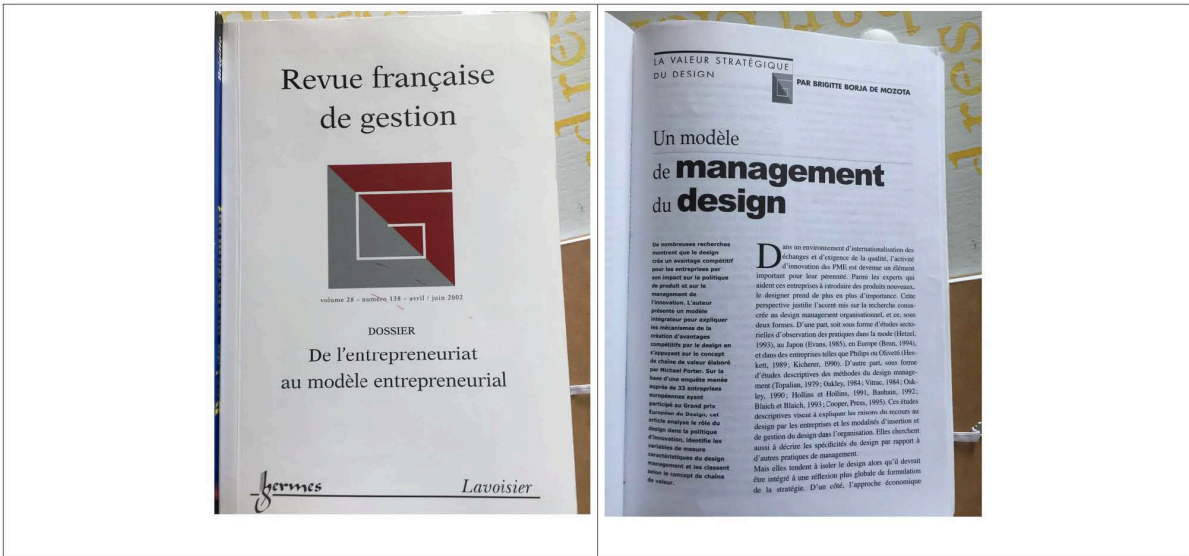 Revue française
de gestion
volume 28 – numéro 138 – avril / juin 2002
DOSSIER
De l'entrepreneuriat
au modèle entrepreneurial
hermes
Lavoisier
LA VALEUR STRATÉGIQUE
DU DESIGN
PAR BRIGITTE BORJA DE MOZOTA
Un modèle
de management
du design
De nombreuses recherches
montrent que le design
crée un avantage compétitif
pour les entreprises par
son impact sur la politique
de produit et sur le
management de
l'innovation. L'auteur
présente un modèle
intégrateur pour expliquer
les mécanismes de la
création d'avantages
compétitifs par le design en
s'appuyant sur le concept
de chaîne de valeur élaboré
par Michael Porter. Sur la
base d'une enquête menée
auprès de 33 entreprises
européennes ayant
participé au Grand prix
Européen du Design, cet
article analyse le rôle du
design dans la politique
d'innovation, identifie les
variables de mesure
caractéristiques du design
management et les classent
selon le concept de chaîne
de valeur.
Dans un environnement d'internationalisation des
échanges et d'exigence de la qualité, l'activité
d'innovation des PME est devenue un élément
important pour leur pérennité. Parmi les experts qui
aident ces entreprises à introduire des produits nouveaux,
le designer prend de plus en plus d'importance. Cette
perspective justifie l'accent mis sur la recherche consa-
crée au design management organisationnel, et ce, sous
deux formes. D'une part, soit sous forme d'études secto-
rielles d'observation des pratiques dans la mode (Hetzel,
1993), au Japon (Evans, 1985), en Europe (Brun, 1994),
et dans des entreprises telles que Philips ou Olivetti (Hes-
kett, 1989; Kicherer, 1990). D'autre part, sous forme
d'études descriptives des méthodes du design manage-
ment (Topalian, 1979; Oakley, 1984; Vitrac, 1984; Oak-
ley, 1990; Hollins et Hollins, 1991, Bauhain, 1992;
Blaich et Blaich, 1993; Cooper, Press, 1995). Ces études
descriptives visent à expliquer les raisons du recours au
design par les entreprises et les modalités d'insertion et
de gestion du design dans l'organisation. Elles cherchent
aussi à décrire les spécificités du design par rapport à
d'autres pratiques de management.
Mais elles tendent à isoler le design alors qu'il devrait
être intégré à une réflexion plus globale de formulation
de la stratégie. D'un côté, l'approche économique